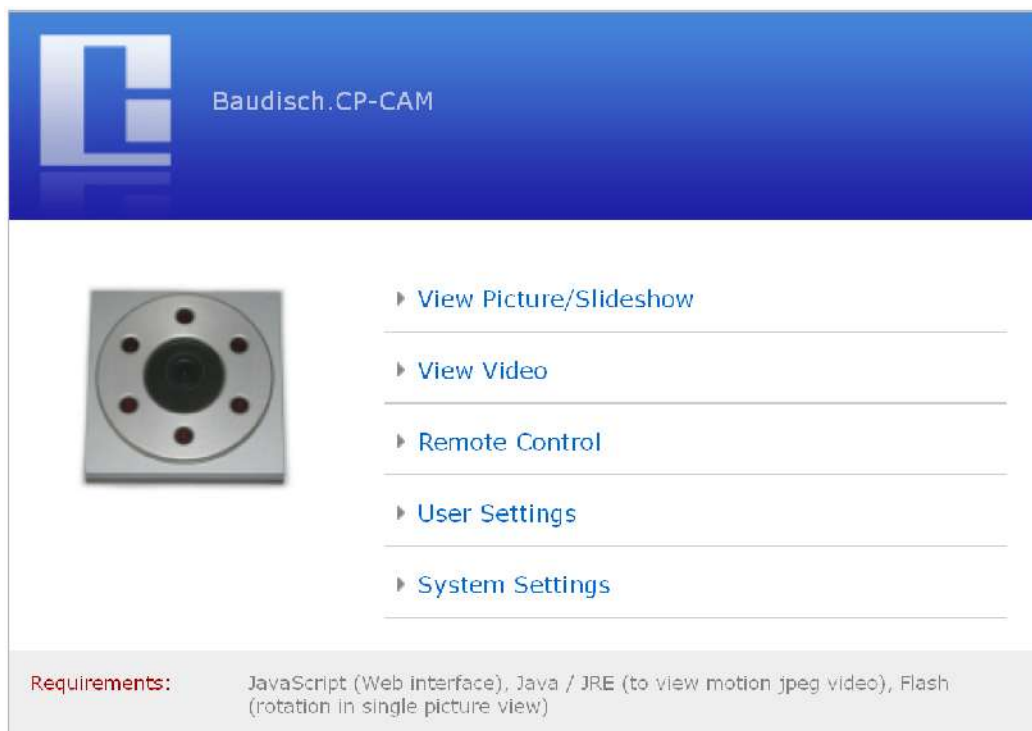 Baudisch.CP-CAM
View Picture/Slideshow
View Video
Remote Control
User Settings
System Settings
Requirements: JavaScript (Web interface), Java / JRE (to view motion jpeg video), Flash
(rotation in single picture view)